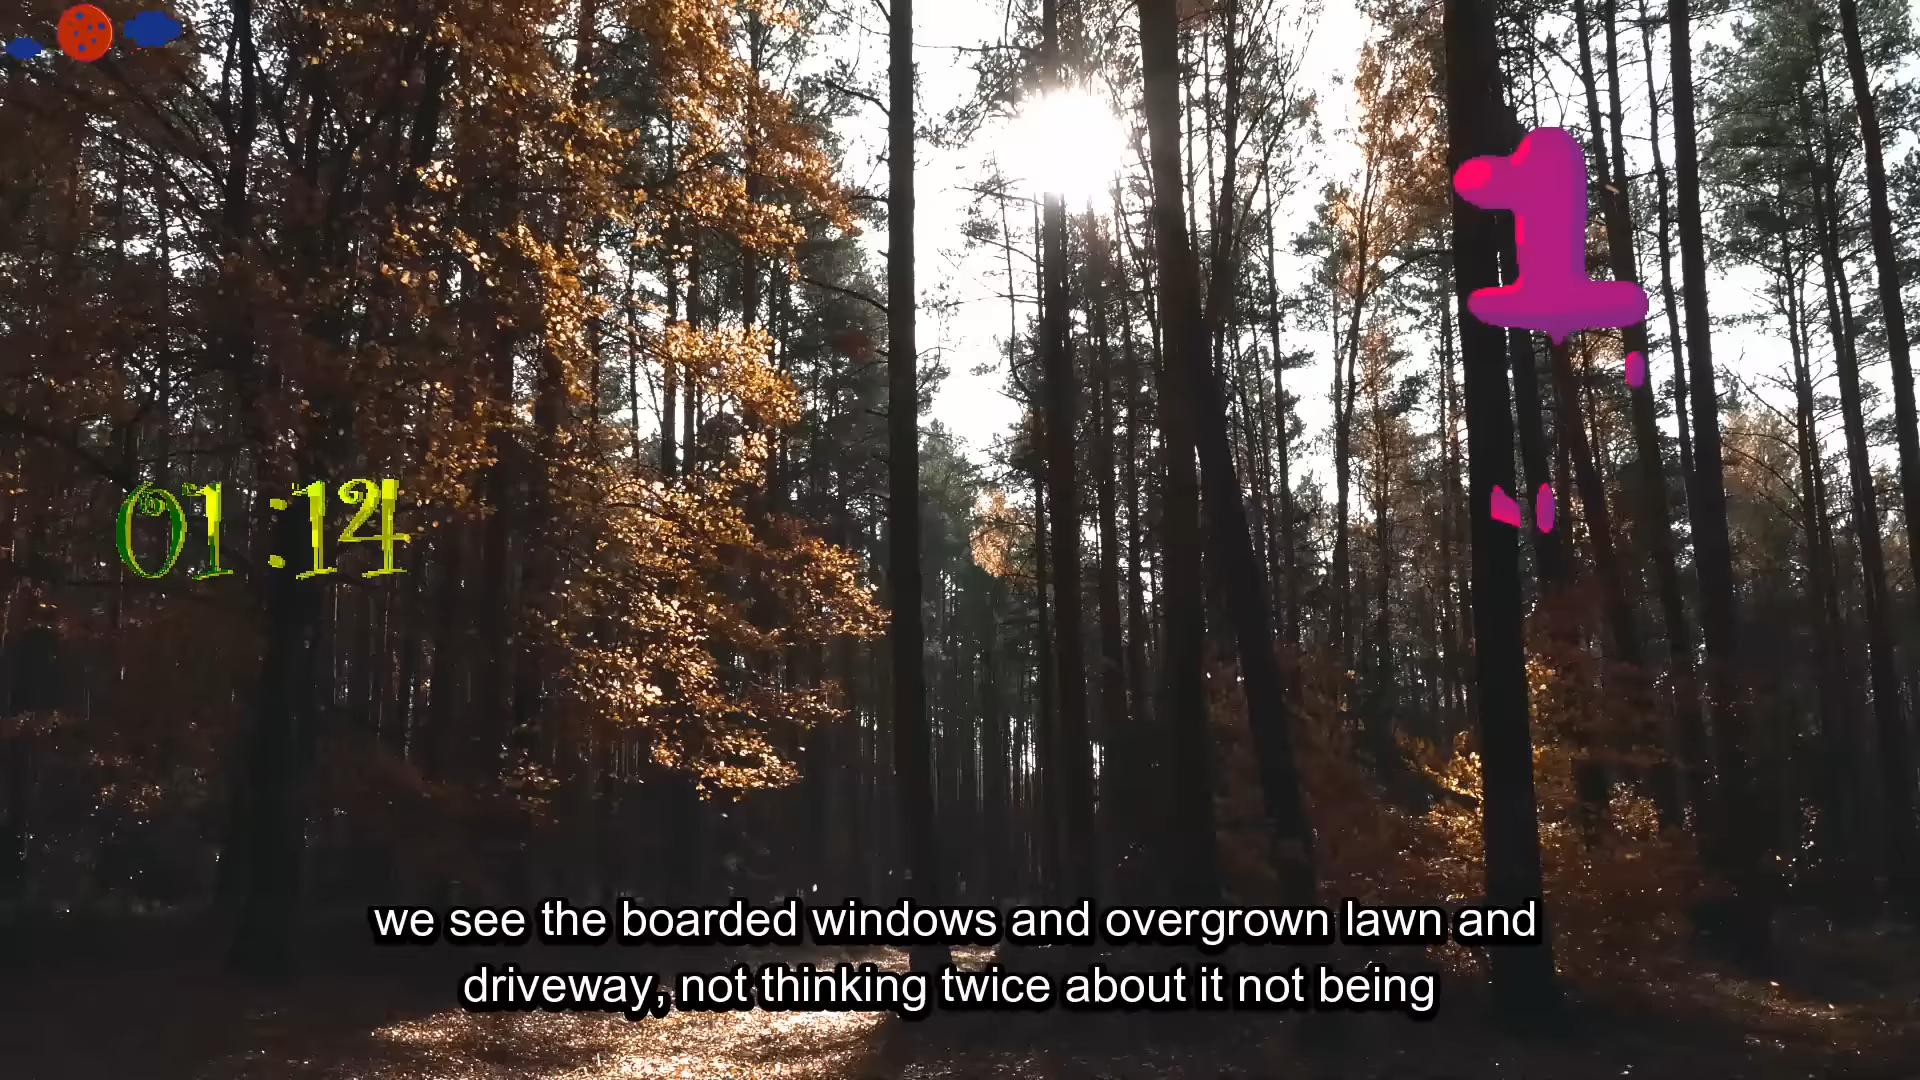 1
01:14
we see the boarded windows and overgrown lawn and
driveway, not thinking twice about it not being